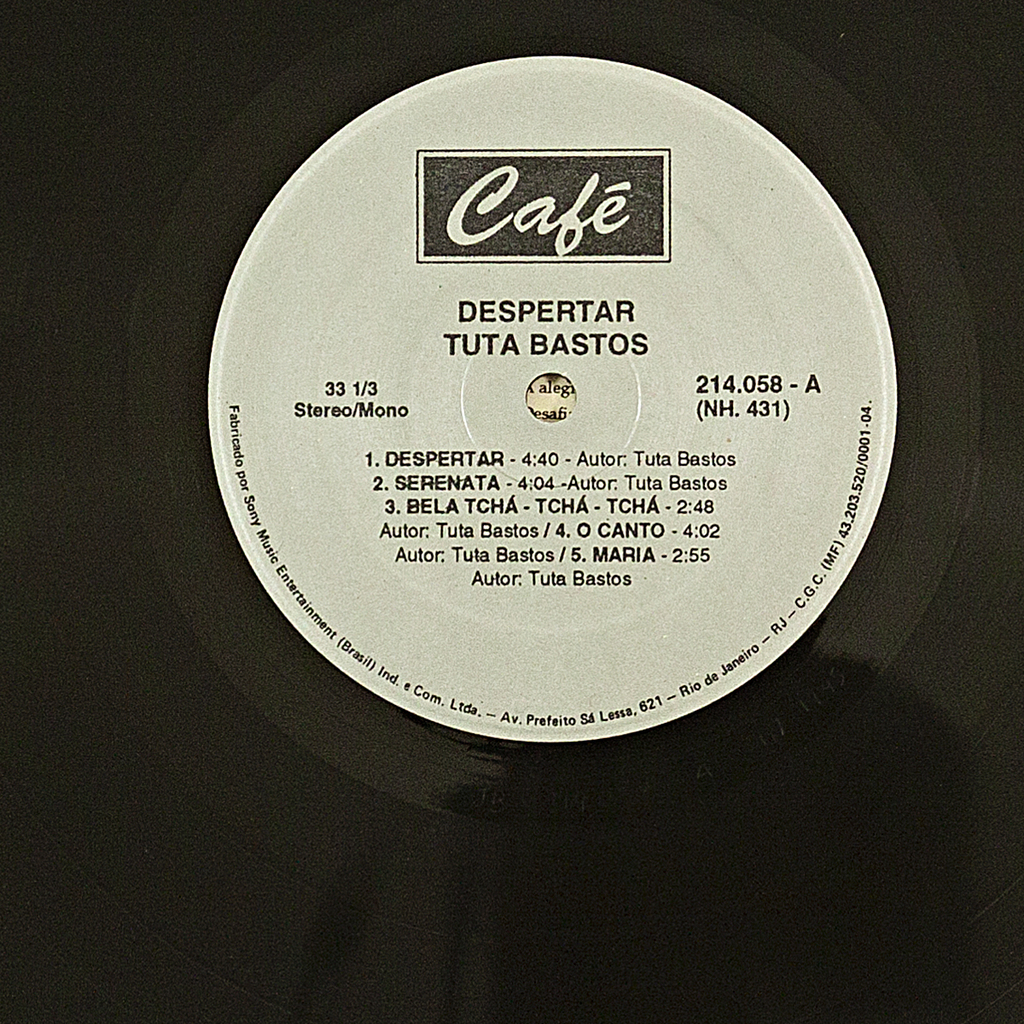 Café
DESPERTAR
TUTA BASTOS
33 1/3
Stereo/Mono
214.058 - A
(NH. 431)
1. DESPERTAR - 4:40 - Autor: Tuta Bastos
2. SERENATA - 4:04 -Autor: Tuta Bastos
3. BELA TCHÁ - TCHÁ - TCHÁ - 2:48
Autor: Tuta Bastos / 4. O CANTO - 4:02
Autor: Tuta Bastos / 5. MARIA - 2:55
Autor: Tuta Bastos
Fabricado por Sony Music Entertainment (Brasil) Ind. e Com. Ltda. – Av. Prefeito Sá Lessa, 621 – Rio de Janeiro – RJ – C.G.C. (MF) 43.203.520/0001-04.